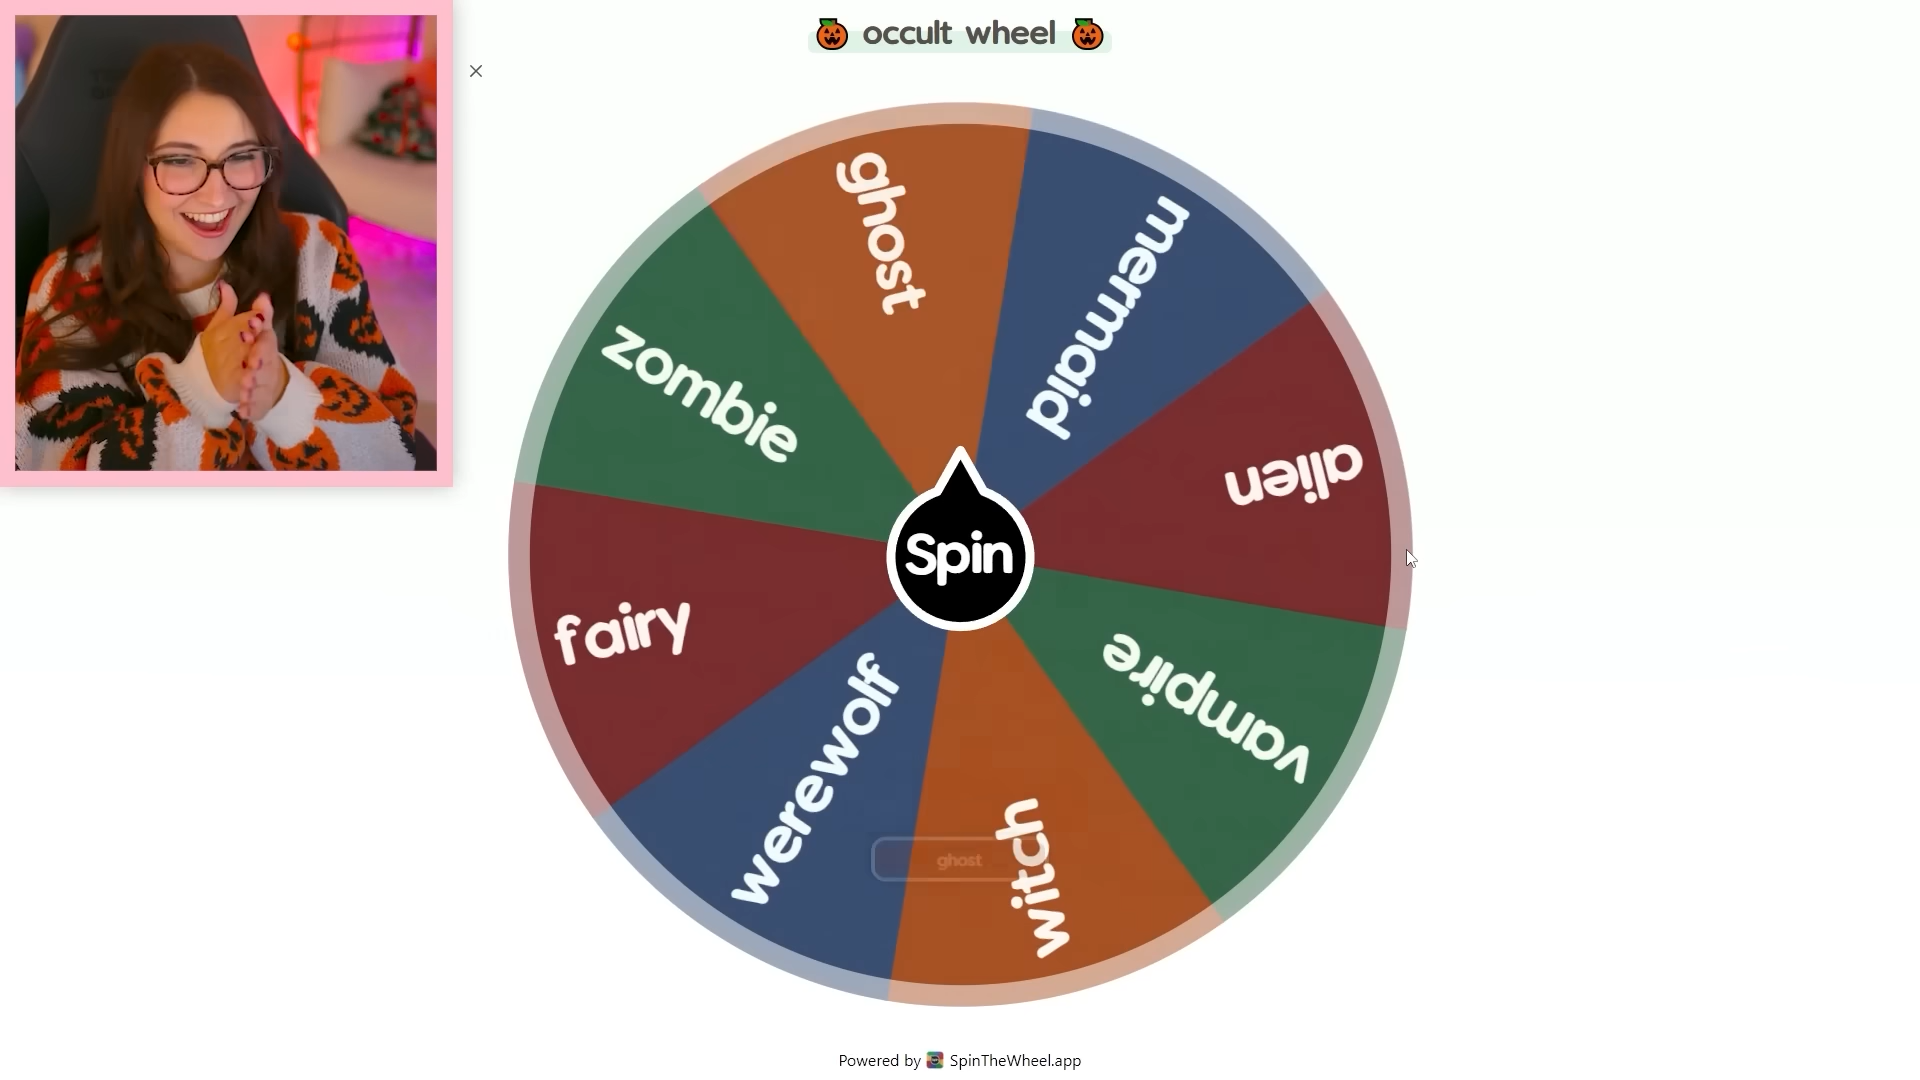 occult wheel
ghost
mermaid
zombie
alien
Spin
fairy
vampire
werewolf
witch
ghost
Powered by SpinTheWheel.app